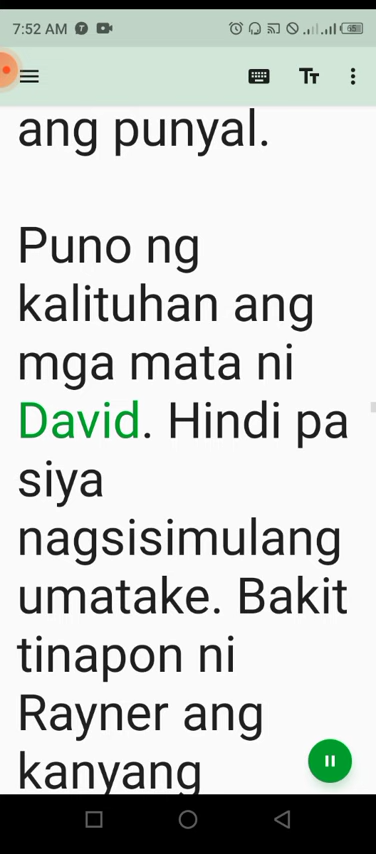 7:52 AM
ang punyal.
Puno ng
kalituhan ang
mga mata ni
David. Hindi pa
siya
nagsisimulang
umatake. Bakit
tinapon ni
Rayner ang
kanyang